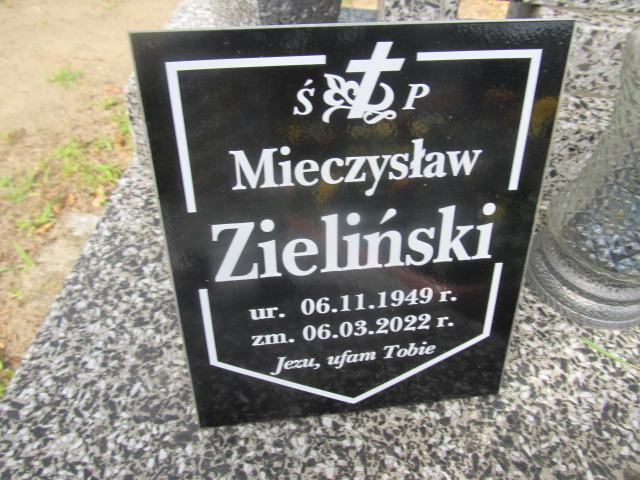 Ś P
Mieczysław
Zieliński
ur. 06.11.1949 r.
zm. 06.03.2022 r.
Jezu, ufam Tobie